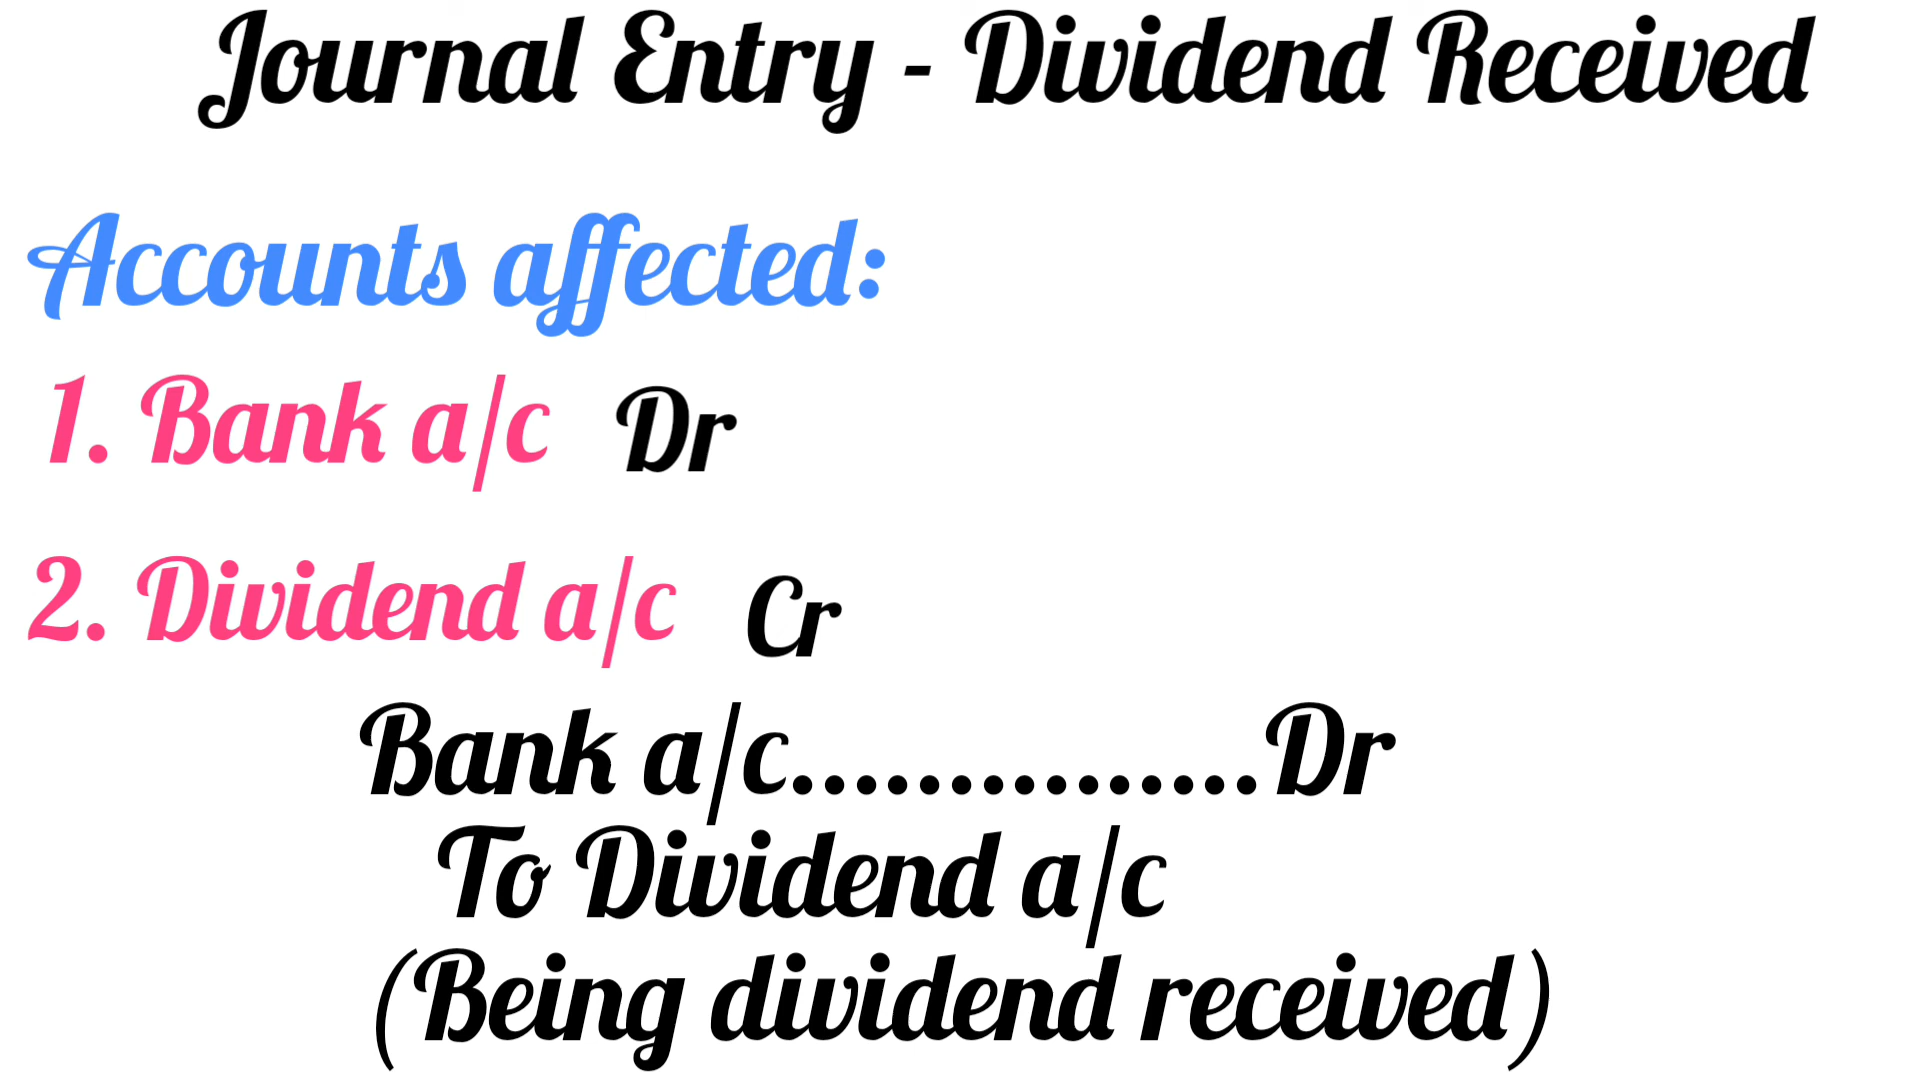 Journal Entry - Dividend Received
Accounts affected:
1. Bank a/c Dr
2. Dividend a/c Cr
Bank a/c...............Dr
To Dividend a/c
(Being dividend received)